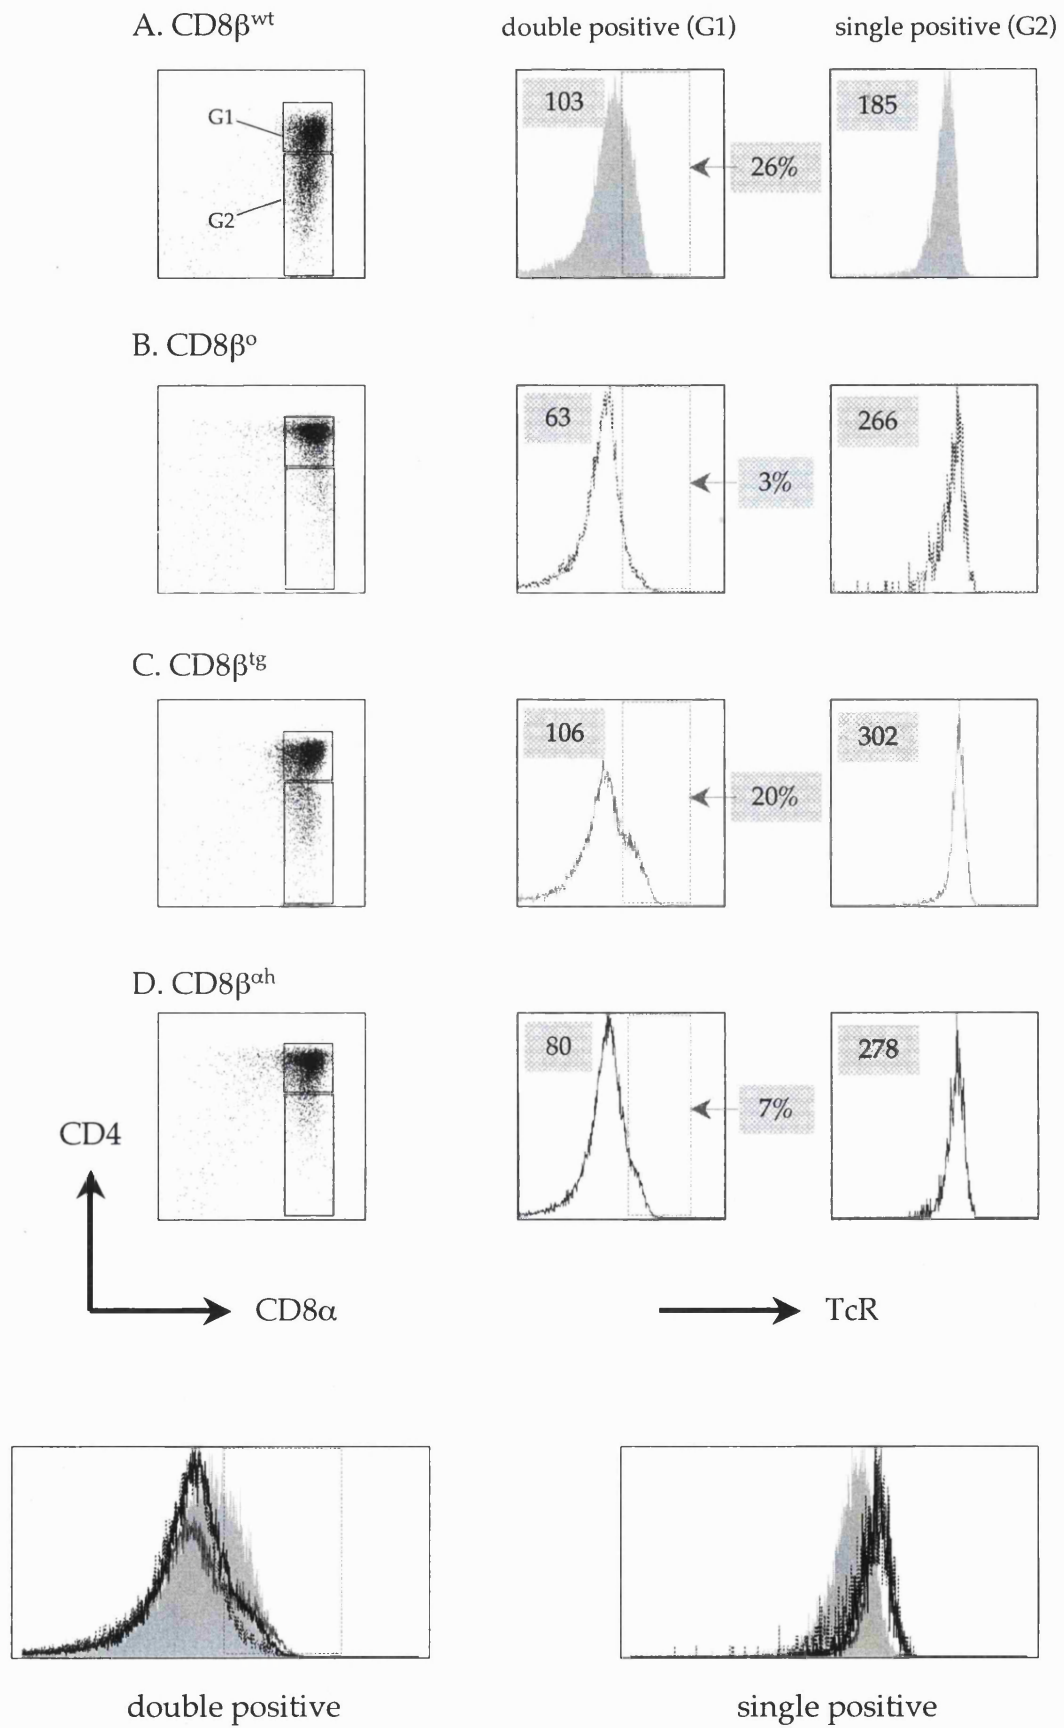 A. CD8βʷᵗ
double positive (G1)
single positive (G2)
G1
G2
103
26%
185
B. CD8βº
63
3%
266
C. CD8βᵗᵍ
106
20%
302
D. CD8βᵅʰ
80
7%
278
CD4
CD8α
TcR
double positive
single positive